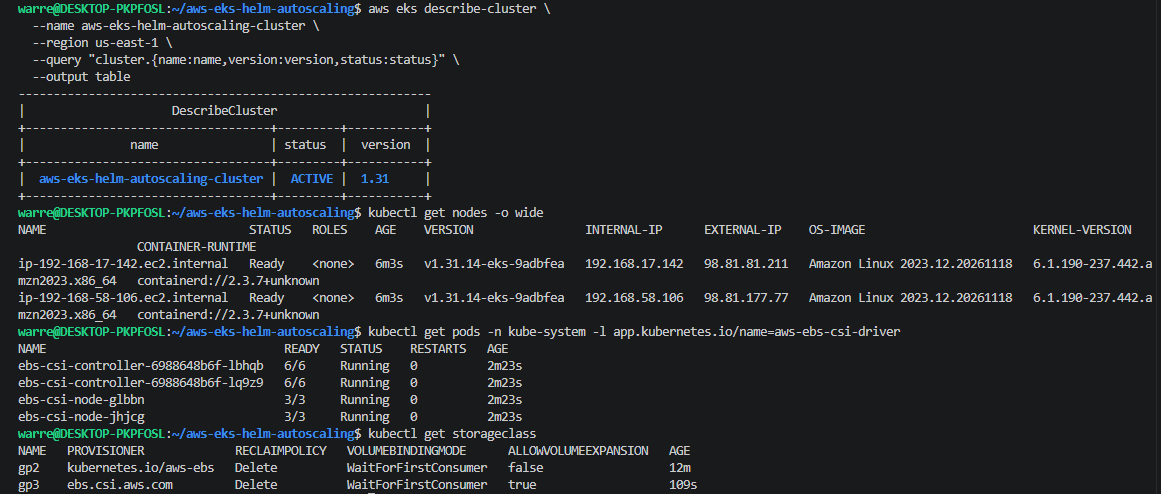 warre@DESKTOP-PKPFOSL:~/aws-eks-helm-autoscaling$ aws eks describe-cluster \
  --name aws-eks-helm-autoscaling-cluster \
  --region us-east-1 \
  --query "cluster.{name:name,version:version,status:status}" \
  --output table
----------------------------------------------------------
|                     DescribeCluster                     |
+-----------------------------------+---------+-----------+
|               name                | status  |  version  |
+-----------------------------------+---------+-----------+
|  aws-eks-helm-autoscaling-cluster |  ACTIVE |  1.31     |
+-----------------------------------+---------+-----------+
warre@DESKTOP-PKPFOSL:~/aws-eks-helm-autoscaling$ kubectl get nodes -o wide
NAME                             STATUS   ROLES    AGE    VERSION                INTERNAL-IP      EXTERNAL-IP    OS-IMAGE                        KERNEL-VERSION
                 CONTAINER-RUNTIME
ip-192-168-17-142.ec2.internal   Ready    <none>   6m3s   v1.31.14-eks-9adbfea   192.168.17.142   98.81.81.211   Amazon Linux 2023.12.20261118   6.1.190-237.442.a
mzn2023.x86_64   containerd://2.3.7+unknown
ip-192-168-58-106.ec2.internal   Ready    <none>   6m3s   v1.31.14-eks-9adbfea   192.168.58.106   98.81.177.77   Amazon Linux 2023.12.20261118   6.1.190-237.442.a
mzn2023.x86_64   containerd://2.3.7+unknown
warre@DESKTOP-PKPFOSL:~/aws-eks-helm-autoscaling$ kubectl get pods -n kube-system -l app.kubernetes.io/name=aws-ebs-csi-driver
NAME                                  READY   STATUS    RESTARTS   AGE
ebs-csi-controller-6988648b6f-lbhqb   6/6     Running   0          2m23s
ebs-csi-controller-6988648b6f-lq9z9   6/6     Running   0          2m23s
ebs-csi-node-glbbn                    3/3     Running   0          2m23s
ebs-csi-node-jhjcg                    3/3     Running   0          2m23s
warre@DESKTOP-PKPFOSL:~/aws-eks-helm-autoscaling$ kubectl get storageclass
NAME   PROVISIONER             RECLAIMPOLICY   VOLUMEBINDINGMODE      ALLOWVOLUMEEXPANSION   AGE
gp2    kubernetes.io/aws-ebs   Delete          WaitForFirstConsumer   false                  12m
gp3    ebs.csi.aws.com         Delete          WaitForFirstConsumer   true                   109s